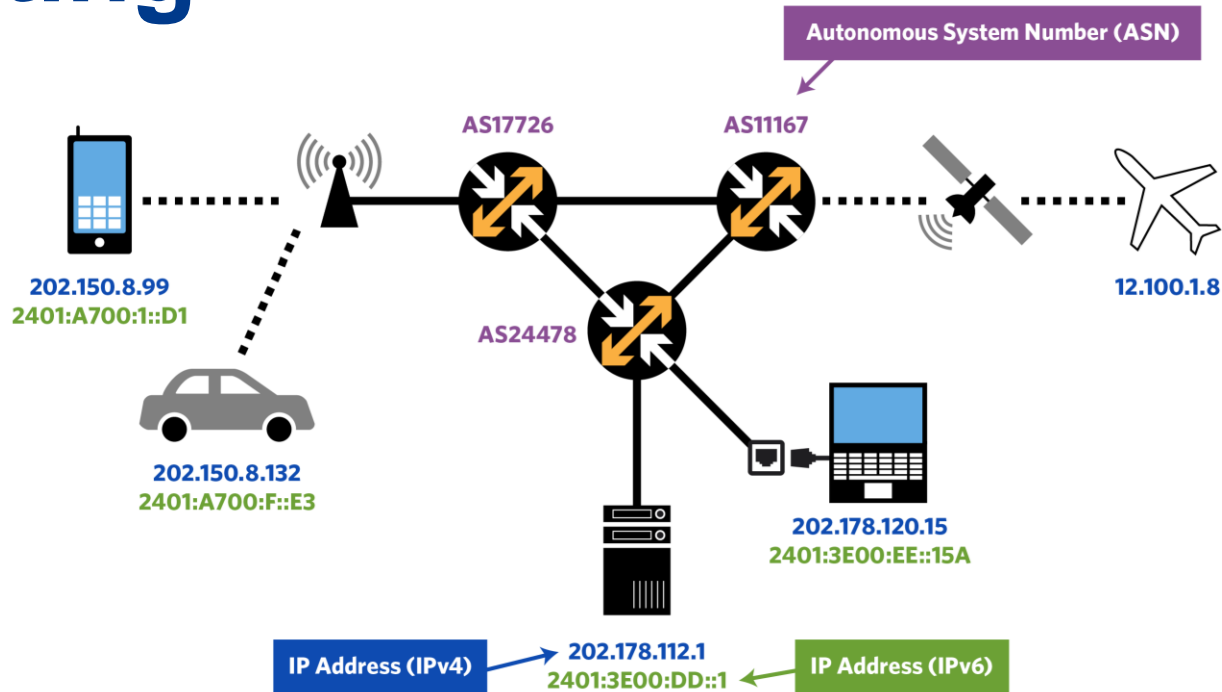 Autonomous System Number (ASN)
AS17726
AS11167
202.150.8.99
2401:A700:1::D1
12.100.1.8
AS24478
202.150.8.132
2401:A700:F::E3
202.178.120.15
2401:3E00:EE::15A
IP Address (IPv4)
202.178.112.1
2401:3E00:DD::1
IP Address (IPv6)